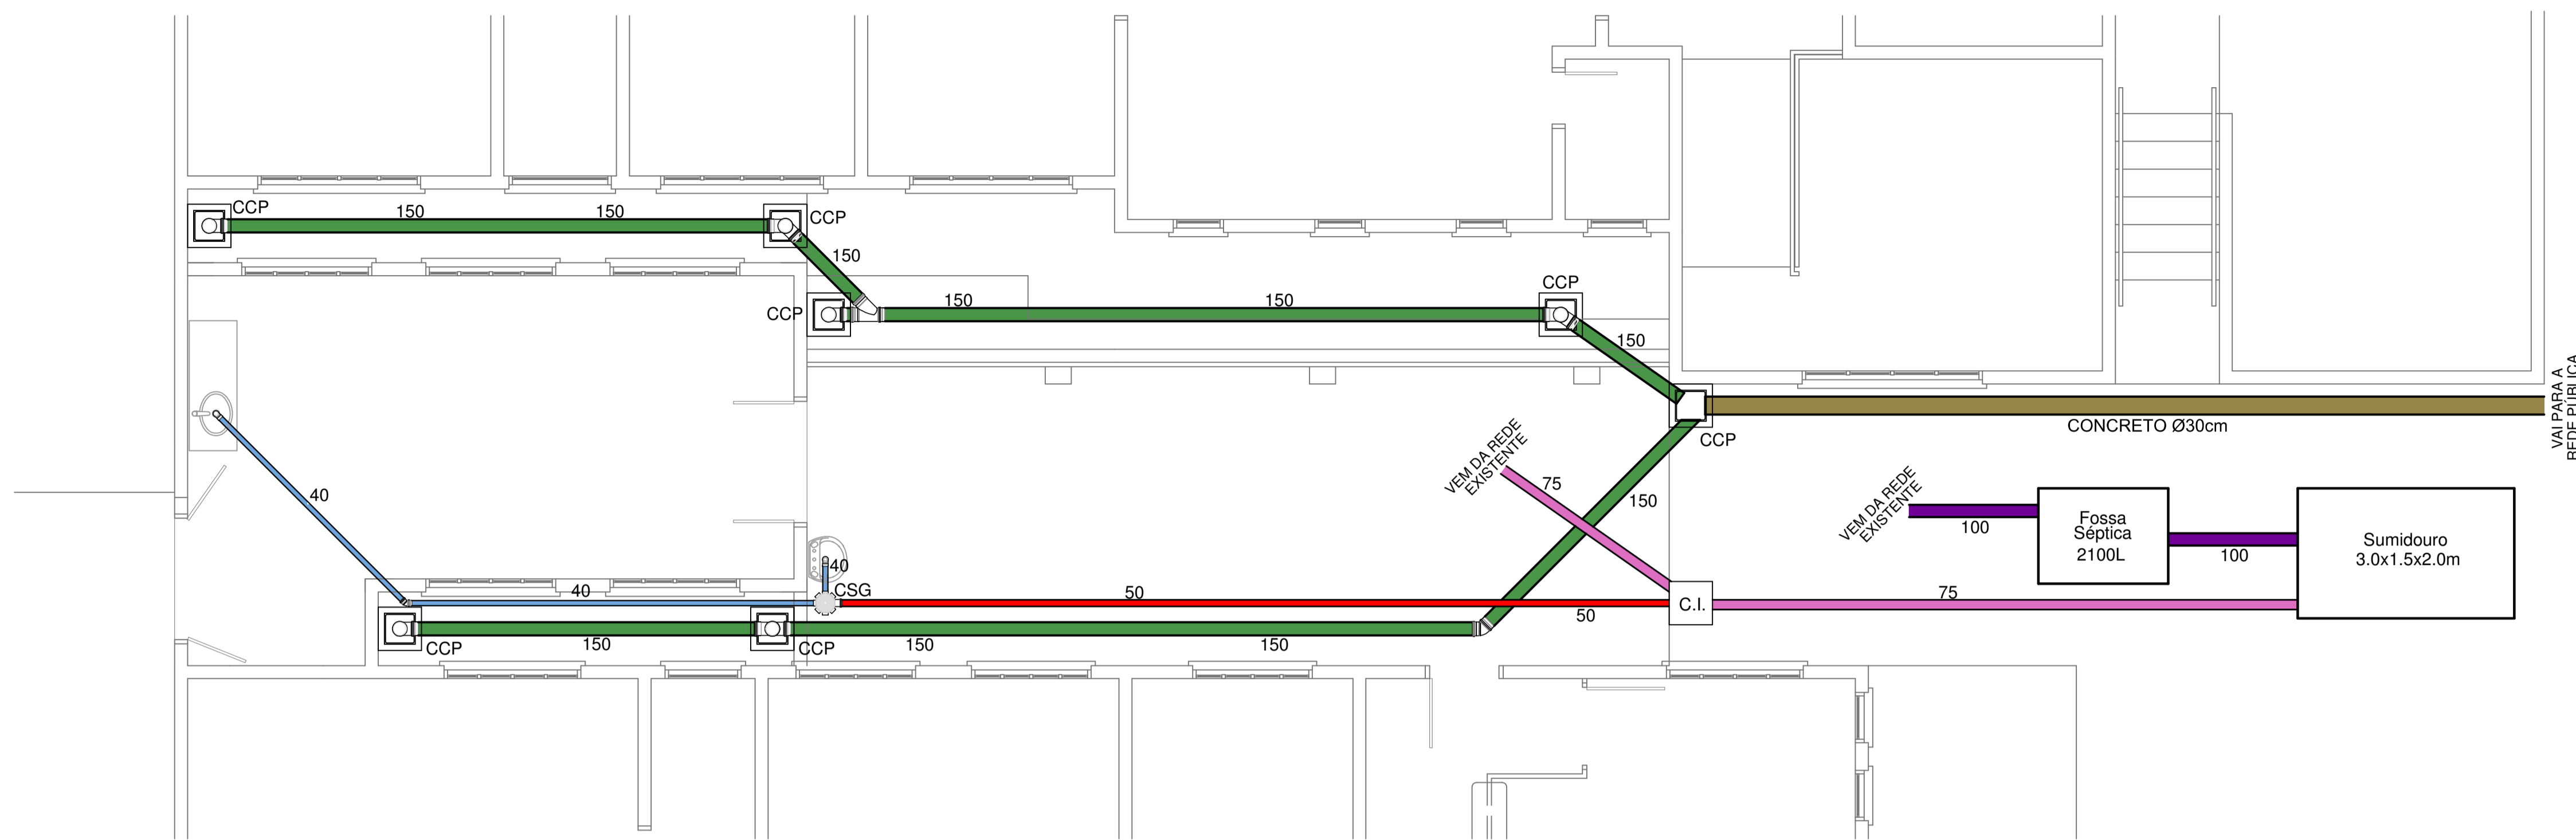 CCP
150
150
CCP
150
CCP
150
150
CCP
150
CCP
CONCRETO Ø30cm
VAI PARA A
REDE PÚBLICA
VEM DA REDE
EXISTENTE
75
150
40
VEM DA REDE
EXISTENTE
100
Fossa
Séptica
2100L
100
Sumidouro
3.0x1.5x2.0m
40
CSG
40
50
50
C.I.
75
CCP
150
CCP
150
150